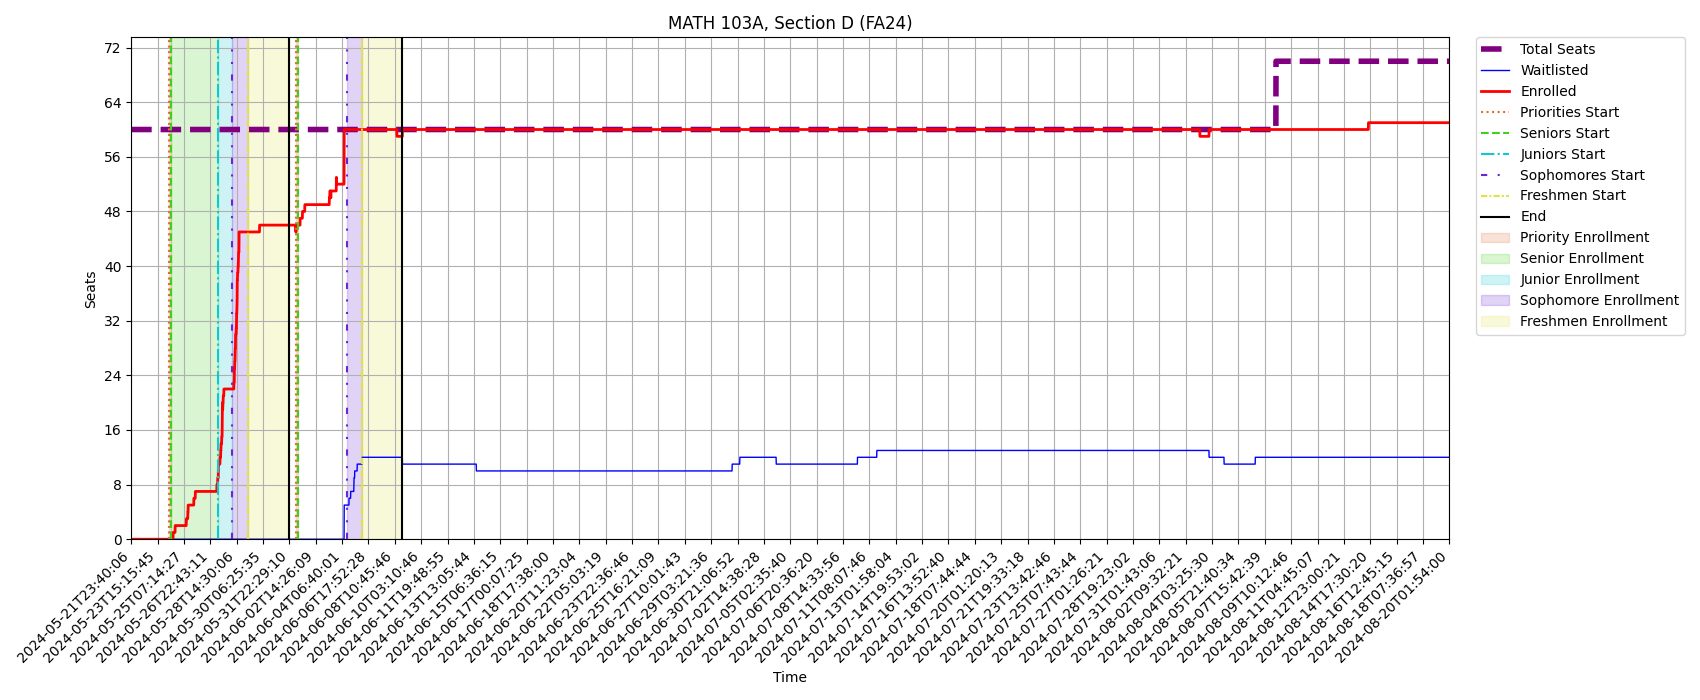 MATH 103A, Section D (FA24)
Seats
72
64
56
48
40
32
24
16
8
0
2024-05-21T23:40:06
2024-05-23T15:15:45
2024-05-25T07:14:27
2024-05-26T22:43:11
2024-05-28T14:30:06
2024-05-30T06:25:35
2024-05-31T22:29:10
2024-06-02T14:26:09
2024-06-04T06:40:01
2024-06-06T17:52:28
2024-06-08T10:45:46
2024-06-10T03:10:46
2024-06-11T19:48:55
2024-06-13T13:05:44
2024-06-15T06:36:15
2024-06-17T00:07:25
2024-06-18T17:38:00
2024-06-20T11:23:04
2024-06-22T05:03:19
2024-06-23T22:36:46
2024-06-25T16:21:09
2024-06-27T10:01:43
2024-06-29T03:21:36
2024-06-30T21:06:52
2024-07-02T14:38:28
2024-07-05T02:35:40
2024-07-06T20:36:20
2024-07-08T14:33:56
2024-07-11T08:07:46
2024-07-13T01:58:04
2024-07-14T19:53:02
2024-07-16T13:52:40
2024-07-18T07:44:44
2024-07-20T01:20:13
2024-07-21T19:33:18
2024-07-23T13:42:46
2024-07-25T07:43:44
2024-07-27T01:26:21
2024-07-28T19:23:02
2024-07-31T01:43:06
2024-08-02T09:32:21
2024-08-04T03:25:30
2024-08-05T21:40:34
2024-08-07T15:42:39
2024-08-09T10:12:46
2024-08-11T04:45:07
2024-08-12T23:00:21
2024-08-14T17:30:20
2024-08-16T12:45:15
2024-08-18T07:36:57
2024-08-20T01:54:00
Time
Total Seats
Waitlisted
Enrolled
Priorities Start
Seniors Start
Juniors Start
Sophomores Start
Freshmen Start
End
Priority Enrollment
Senior Enrollment
Junior Enrollment
Sophomore Enrollment
Freshmen Enrollment